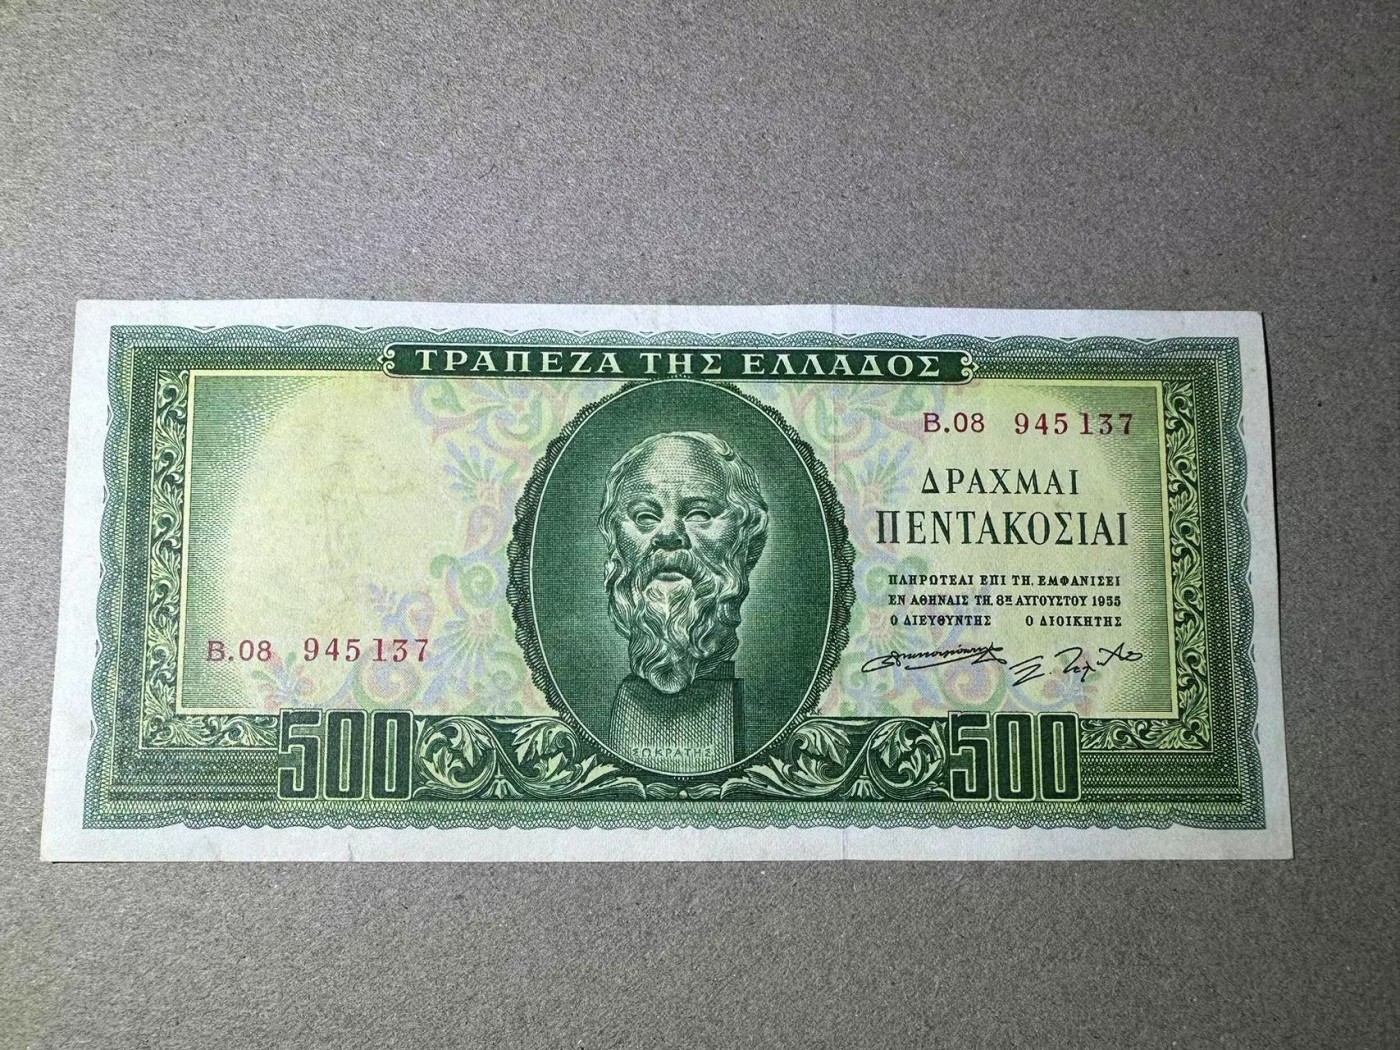 ΤΡΑΠΕΖΑ ΤΗΣ ΕΛΛΑΔΟΣ
Β.08 945137
ΔΡΑΧΜΑΙ
ΠΕΝΤΑΚΟΣΙΑΙ
ΠΛΗΡΩΤΕΑΙ ΕΠΙ ΤΗ, ΕΜΦΑΝΙΣΕΙ
ΕΝ ΑΘΗΝΑΙΣ ΤΗ, 8Η ΑΥΓΟΥΣΤΟΥ 1955
Ο ΔΙΕΥΘΥΝΤΗΣ Ο ΔΙΟΙΚΗΤΗΣ
Β.08 945137
ΣΩΚΡΑΤΗΣ
500 500